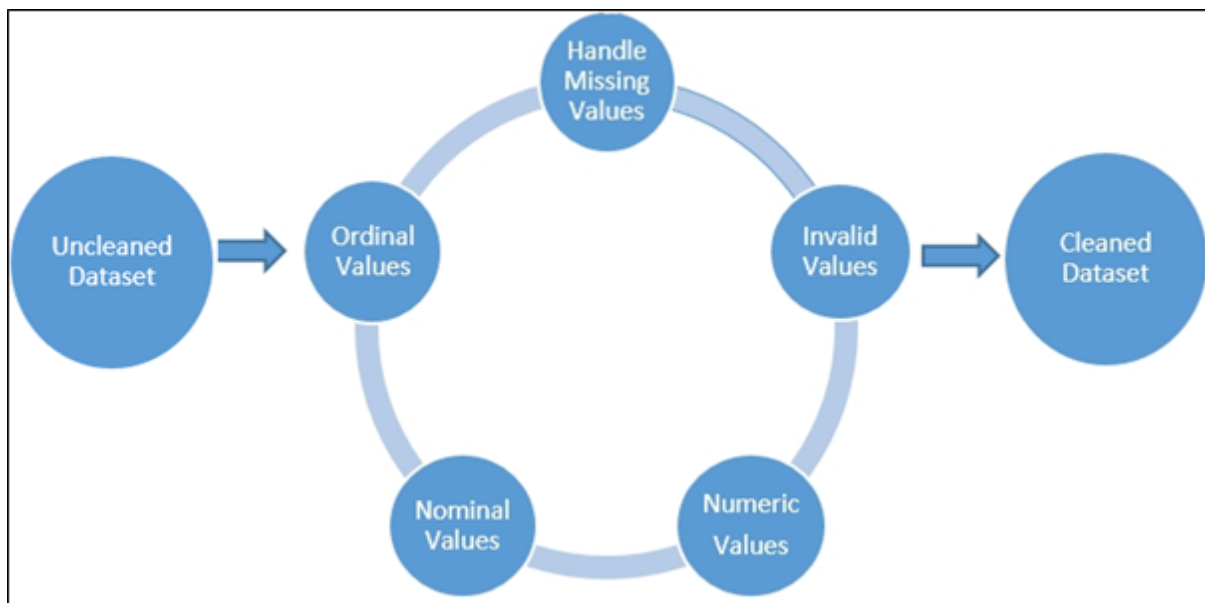 Handle
Missing
Values
Uncleaned
Dataset
Ordinal
Values
Invalid
Values
Cleaned
Dataset
Nominal
Values
Numeric
Values